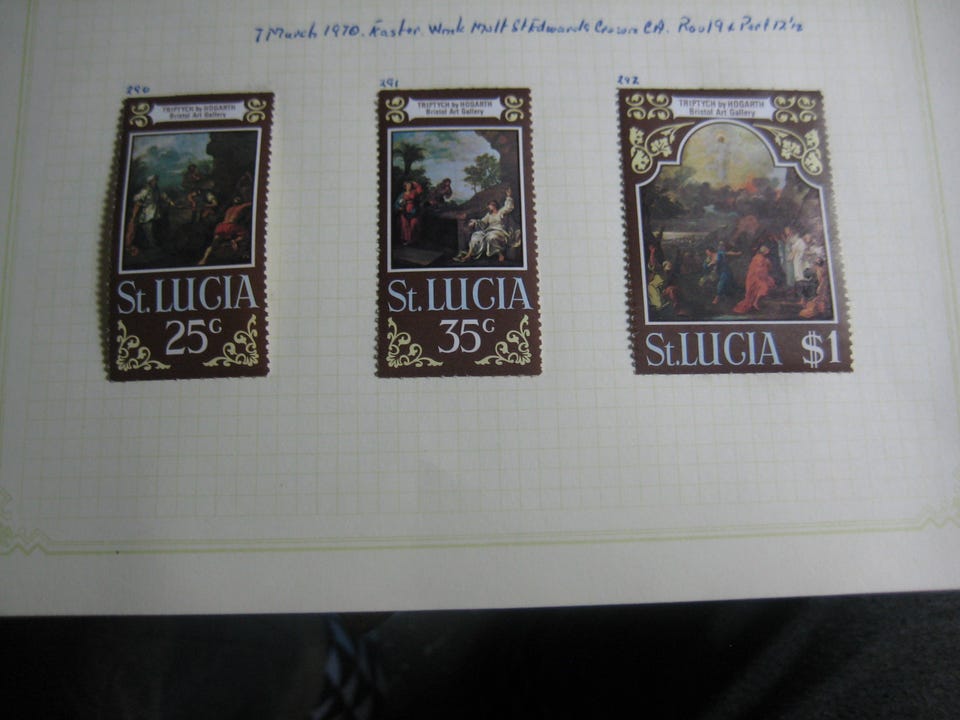 7 March 1970. Easter. Wmk Mult St Edwards Crown CA. Roul 9 x Perf 12½
290
291
292
TRIPTYCH by HOGARTH
Bristol Art Gallery
St. LUCIA
25c
TRIPTYCH by HOGARTH
Bristol Art Gallery
St. LUCIA
35c
TRIPTYCH by HOGARTH
Bristol Art Gallery
St. LUCIA $1